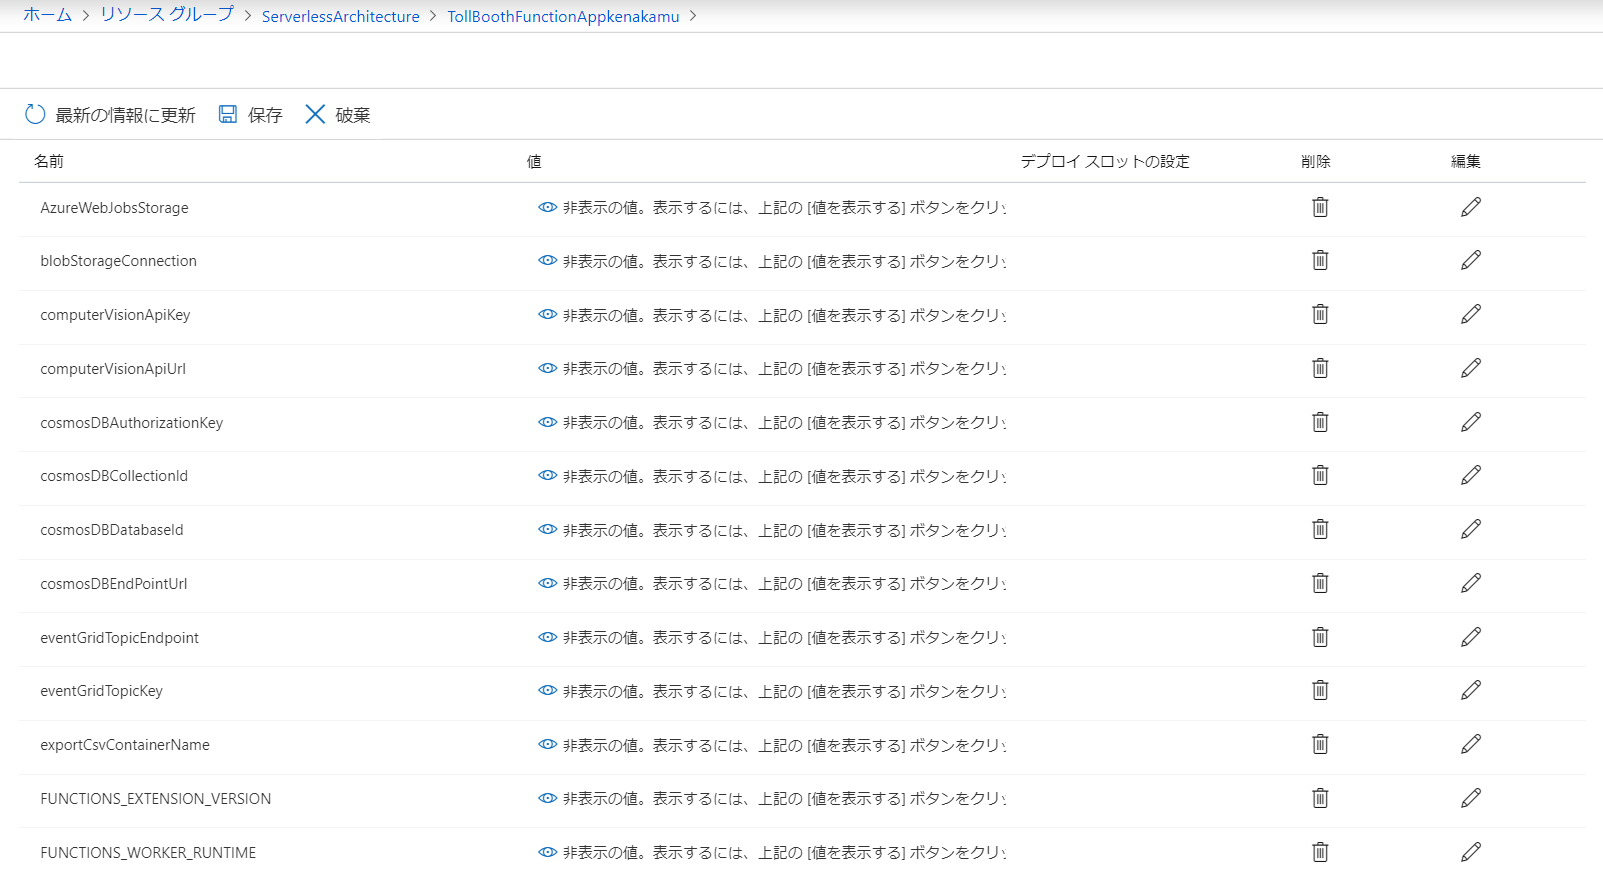 ホーム > リソース グループ > ServerlessArchitecture > TollBoothFunctionAppkenakamu >
最新の情報に更新 保存 破棄
名前 値 デプロイ スロットの設定 削除 編集
AzureWebJobsStorage 非表示の値。表示するには、上記の [値を表示する] ボタンをクリッ
blobStorageConnection 非表示の値。表示するには、上記の [値を表示する] ボタンをクリッ
computerVisionApiKey 非表示の値。表示するには、上記の [値を表示する] ボタンをクリッ
computerVisionApiUrl 非表示の値。表示するには、上記の [値を表示する] ボタンをクリッ
cosmosDBAuthorizationKey 非表示の値。表示するには、上記の [値を表示する] ボタンをクリッ
cosmosDBCollectionId 非表示の値。表示するには、上記の [値を表示する] ボタンをクリッ
cosmosDBDatabaseId 非表示の値。表示するには、上記の [値を表示する] ボタンをクリッ
cosmosDBEndPointUrl 非表示の値。表示するには、上記の [値を表示する] ボタンをクリッ
eventGridTopicEndpoint 非表示の値。表示するには、上記の [値を表示する] ボタンをクリッ
eventGridTopicKey 非表示の値。表示するには、上記の [値を表示する] ボタンをクリッ
exportCsvContainerName 非表示の値。表示するには、上記の [値を表示する] ボタンをクリッ
FUNCTIONS_EXTENSION_VERSION 非表示の値。表示するには、上記の [値を表示する] ボタンをクリッ
FUNCTIONS_WORKER_RUNTIME 非表示の値。表示するには、上記の [値を表示する] ボタンをクリッ